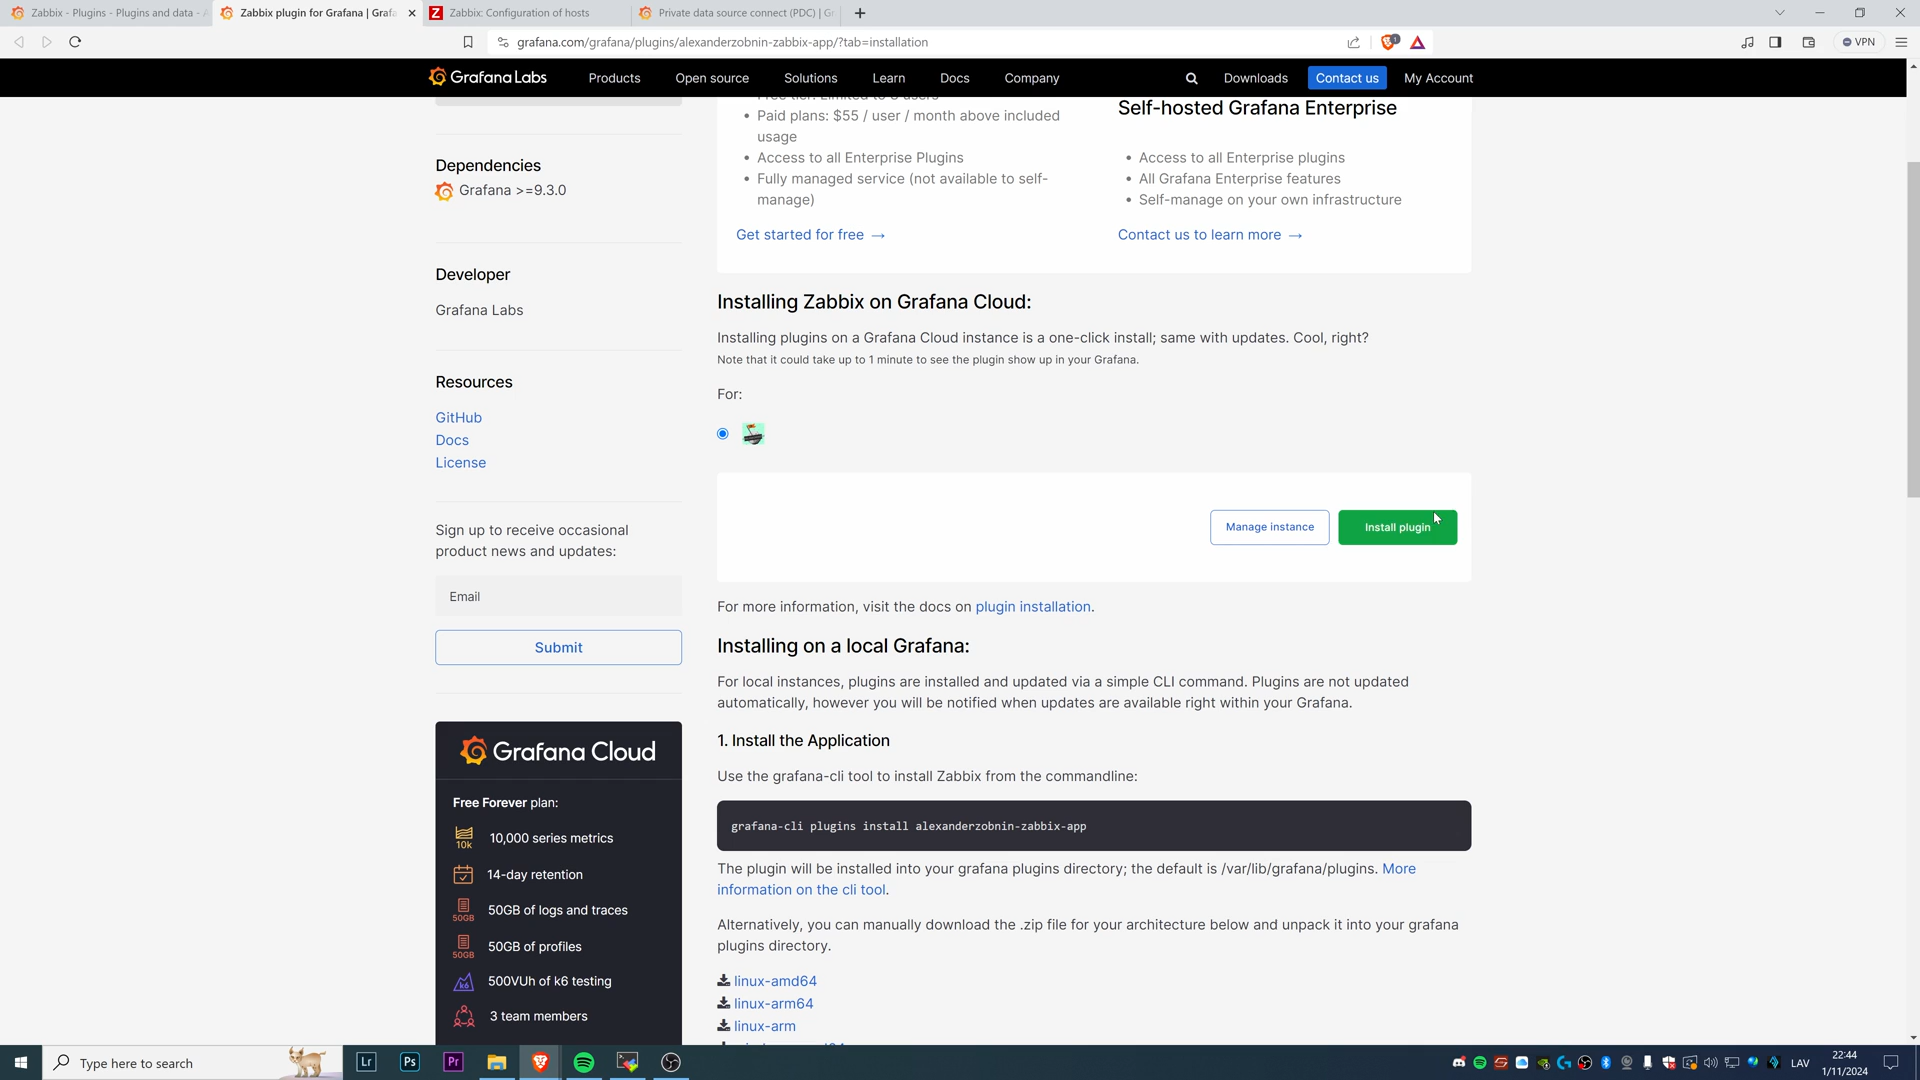 Zabbix - Plugins - Plugins and data -
Zabbix plugin for Grafana | Grafa
Zabbix: Configuration of hosts
Private data source connect (PDC) | Gr
grafana.com/grafana/plugins/alexanderzobnin-zabbix-app/?tab=installation
1
VPN
Grafana Labs
Products
Open source
Solutions
Learn
Docs
Company
Downloads
Contact us
My Account
Paid plans: $55 / user / month above included
usage
Access to all Enterprise Plugins
Fully managed service (not available to self-
manage)
Get started for free →
Self-hosted Grafana Enterprise
Access to all Enterprise plugins
All Grafana Enterprise features
Self-manage on your own infrastructure
Contact us to learn more →
Dependencies
Grafana >=9.3.0
Developer
Grafana Labs
Resources
GitHub
Docs
License
Sign up to receive occasional
product news and updates:
Email
Submit
Grafana Cloud
Free Forever plan:
10k
10,000 series metrics
14-day retention
50GB
50GB of logs and traces
50GB
50GB of profiles
k6
500VUh of k6 testing
3 team members
Installing Zabbix on Grafana Cloud:
Installing plugins on a Grafana Cloud instance is a one-click install; same with updates. Cool, right?
Note that it could take up to 1 minute to see the plugin show up in your Grafana.
For:
Manage instance
Install plugin
For more information, visit the docs on plugin installation.
Installing on a local Grafana:
For local instances, plugins are installed and updated via a simple CLI command. Plugins are not updated
automatically, however you will be notified when updates are available right within your Grafana.
1. Install the Application
Use the grafana-cli tool to install Zabbix from the commandline:
grafana-cli plugins install alexanderzobnin-zabbix-app
The plugin will be installed into your grafana plugins directory; the default is /var/lib/grafana/plugins. More
information on the cli tool.
Alternatively, you can manually download the .zip file for your architecture below and unpack it into your grafana
plugins directory.
linux-amd64
linux-arm64
linux-arm
Type here to search
Lr
Ps
Pr
LAV
22:44
1/11/2024